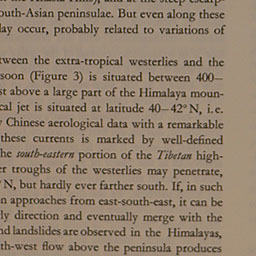 outh-Asian peninsulae. But even along these
lay occur, probably related to variations of
tween the extra-tropical westerlies and the
soon (Figure 3) is situated between 400—
st above a large part of the Himalaya moun-
cal jet is situated at latitude 40—42° N, i.e.
y Chinese aerological data with a remarkable
these currents is marked by well-defined
he south-eastern portion of the Tibetan high-
er troughs of the westerlies may penetrate,
° N, but hardly ever farther south. If, in such
n approaches from east-south-east, it can be
rly direction and eventually merge with the
nd landslides are observed in the Himalayas,
th-west flow above the peninsula produces